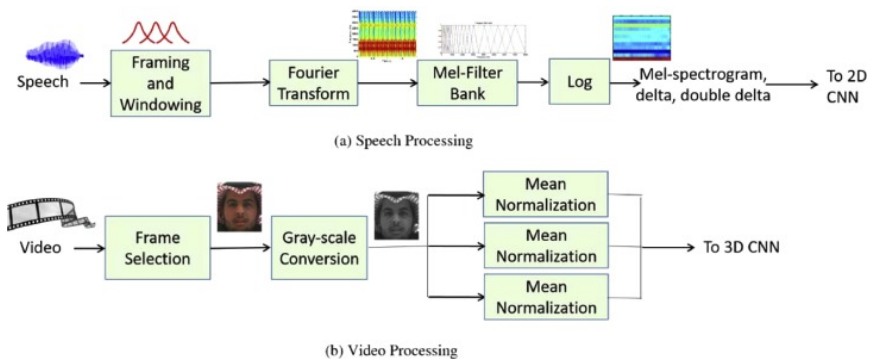 Speech
Framing
and
Windowing
Fourier
Transform
Mel-Filter
Bank
Log
Mel-spectrogram,
delta, double delta
To 2D
CNN
(a) Speech Processing
Video
Frame
Selection
Gray-scale
Conversion
Mean
Normalization
Mean
Normalization
Mean
Normalization
To 3D CNN
(b) Video Processing